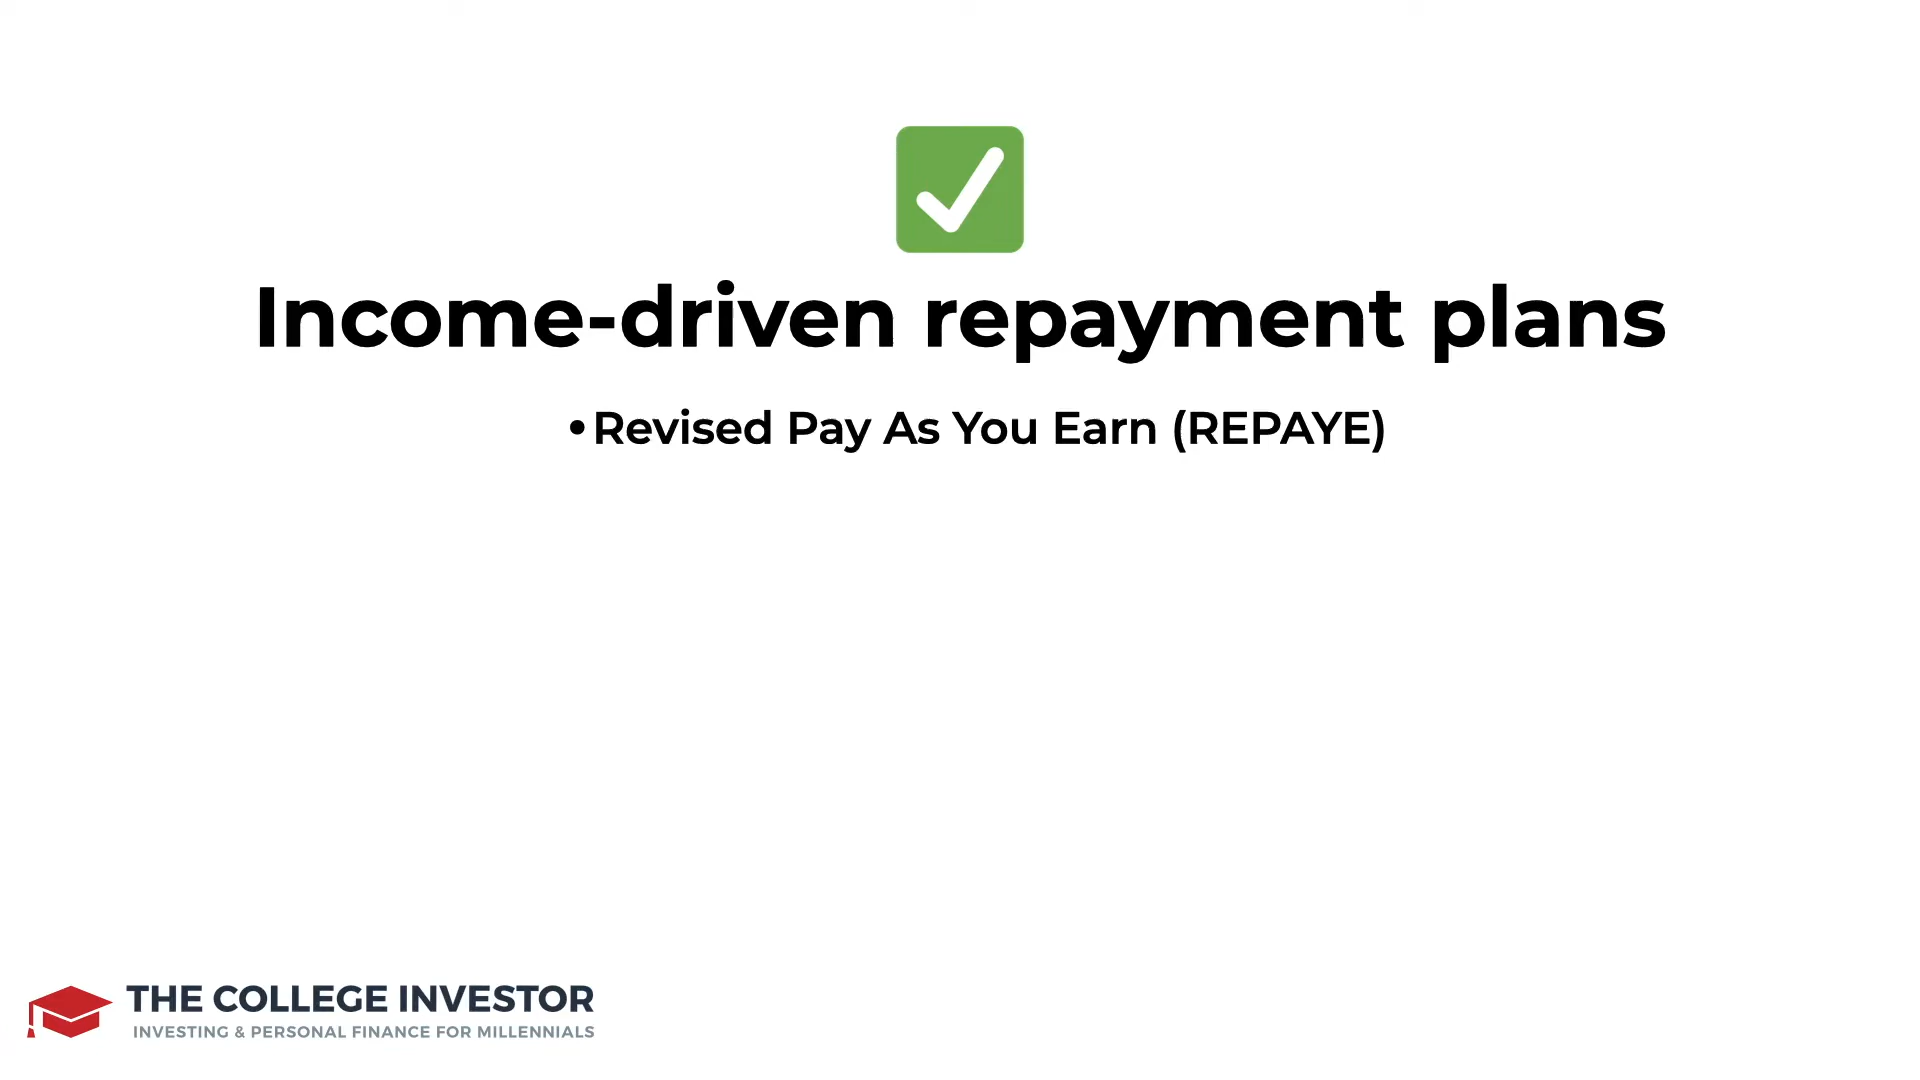 Income-driven repayment plans
•Revised Pay As You Earn (REPAYE)
THE COLLEGE INVESTOR
INVESTING & PERSONAL FINANCE FOR MILLENNIALS